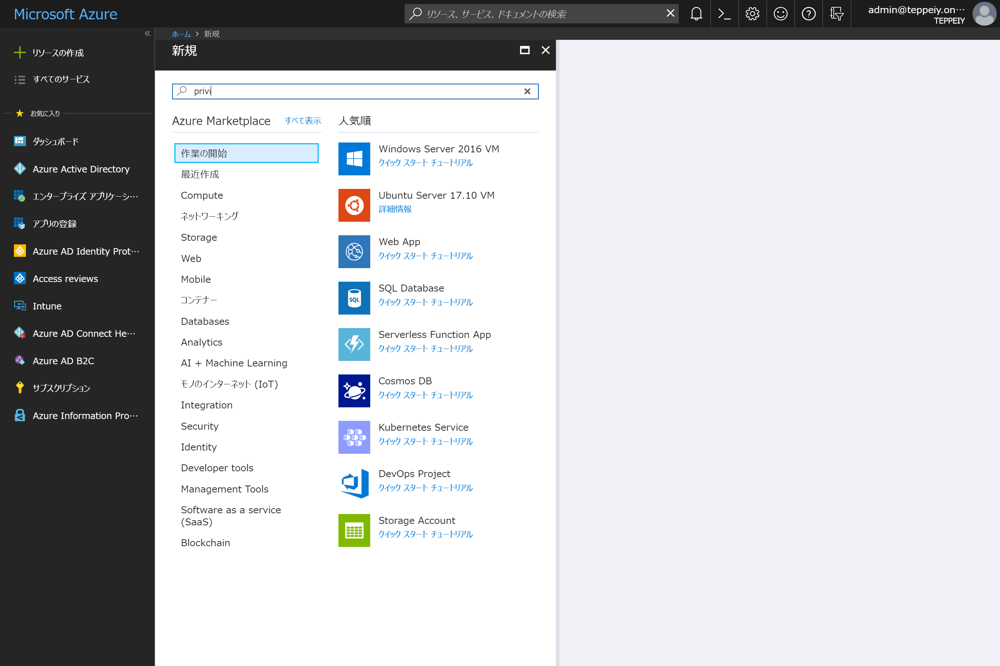 Microsoft Azure
リソース、サービス、ドキュメントの検索
admin@teppeiy.on…
TEPPEIY
リソースの作成
すべてのサービス
お気に入り
ダッシュボード
Azure Active Directory
エンタープライズ アプリケーシ…
アプリの登録
Azure AD Identity Prot…
Access reviews
Intune
Azure AD Connect He…
Azure AD B2C
サブスクリプション
Azure Information Pro…
ホーム > 新規
新規
privi
Azure Marketplace すべて表示
作業の開始
最近作成
Compute
ネットワーキング
Storage
Web
Mobile
コンテナー
Databases
Analytics
AI + Machine Learning
モノのインターネット (IoT)
Integration
Security
Identity
Developer tools
Management Tools
Software as a service
(SaaS)
Blockchain
人気順
Windows Server 2016 VM
クイック スタート チュートリアル
Ubuntu Server 17.10 VM
詳細情報
Web App
クイック スタート チュートリアル
SQL
SQL Database
クイック スタート チュートリアル
Serverless Function App
クイック スタート チュートリアル
Cosmos DB
クイック スタート チュートリアル
Kubernetes Service
クイック スタート チュートリアル
DevOps Project
クイック スタート チュートリアル
Storage Account
クイック スタート チュートリアル